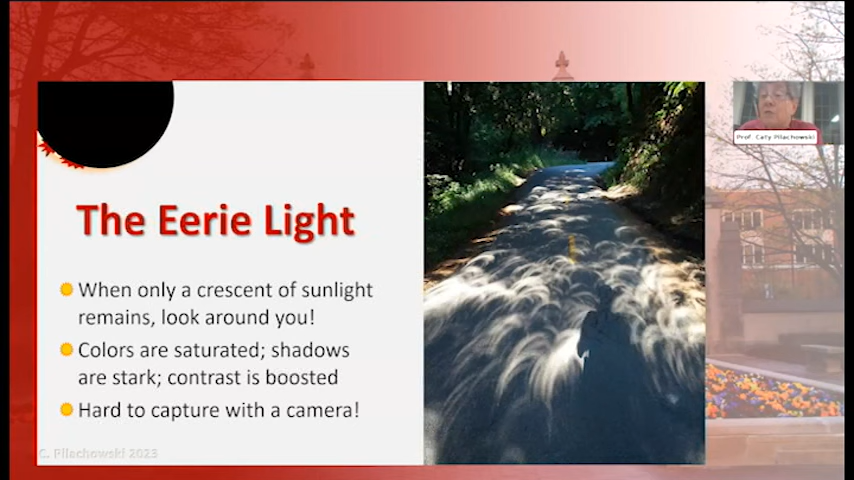 The Eerie Light
When only a crescent of sunlight
remains, look around you!
Colors are saturated; shadows
are stark; contrast is boosted
Hard to capture with a camera!
C. Pilachowski 2023
Prof. Caty Pilachowski